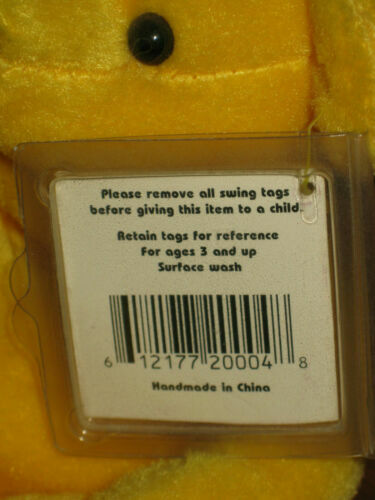 Please remove all swing tags
before giving this item to a child.
Retain tags for reference
For ages 3 and up
Surface wash
6 12177 20004 8
Handmade in China